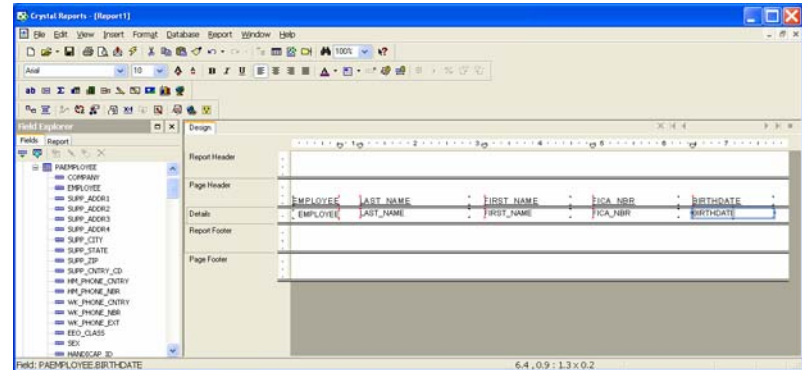 Crystal Reports - [Report1]
File Edit View Insert Format Database Report Window Help
100%
Arial 10 B I U
Field Explorer
Fields Report
Design
PAEMPLOYEE
COMPANY
EMPLOYEE
SUPP_ADDR1
SUPP_ADDR2
SUPP_ADDR3
SUPP_ADDR4
SUPP_CITY
SUPP_STATE
SUPP_ZIP
SUPP_CNTRY_CD
HM_PHONE_CNTRY
HM_PHONE_NBR
WK_PHONE_CNTRY
WK_PHONE_NBR
WK_PHONE_EXT
EEO_CLASS
SEX
HANDICAP_ID
Report Header
Page Header
EMPLOYEE LAST_NAME FIRST_NAME FICA_NBR BIRTHDATE
Details
EMPLOYEE LAST_NAME FIRST_NAME FICA_NBR BIRTHDATE
Report Footer
Page Footer
Field: PAEMPLOYEE.BIRTHDATE
6.4 , 0.9 : 1.3 x 0.2